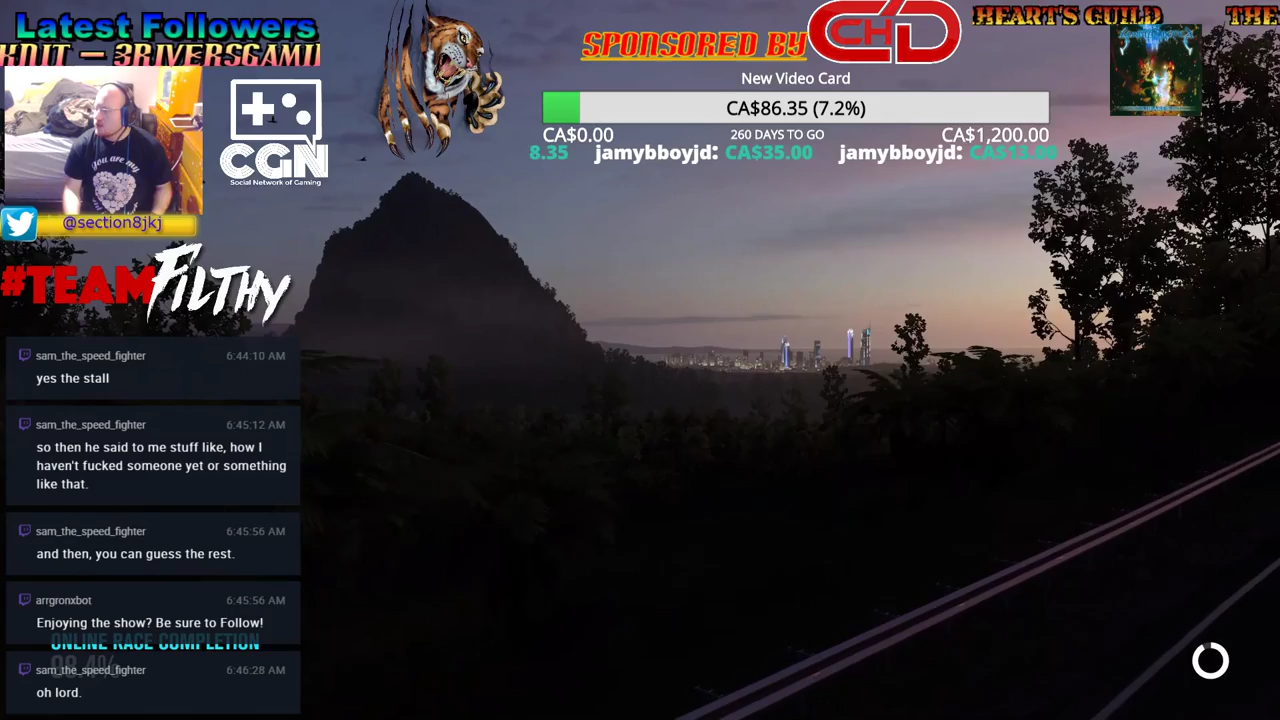 Latest Followers
KNUT — 3RIVERSGAMI
CGN
Social Network of Gaming
@section8jkj
#TEAMFILTHY
SPONSORED BY
CHD
HEART'S GUILD THE
New Video Card
CA$86.35 (7.2%)
CA$0.00 260 DAYS TO GO CA$1,200.00
8.35 jamybboyjd: CA$35.00 jamybboyjd: CA$13.00
sam_the_speed_fighter 6:44:10 AM
yes the stall
sam_the_speed_fighter 6:45:12 AM
so then he said to me stuff like, how I
haven't fucked someone yet or something
like that.
sam_the_speed_fighter 6:45:56 AM
and then, you can guess the rest.
arrgronxbot 6:45:56 AM
Enjoying the show? Be sure to Follow!
ONLINE RACE COMPLETION
sam_the_speed_fighter 6:46:28 AM
oh lord.